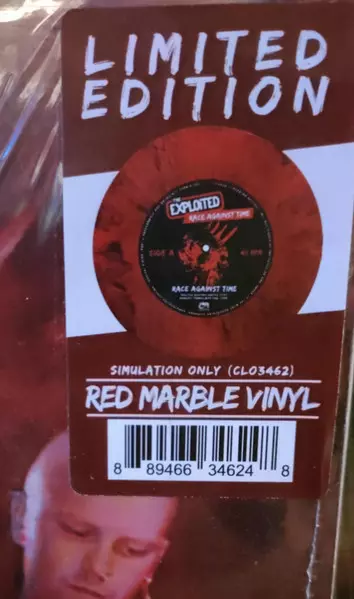 LIMITED
EDITION
THE
EXPLOITED
RACE AGAINST TIME
SIDE A
45 RPM
RACE AGAINST TIME
SIMULATION ONLY (CLO3462)
RED MARBLE VINYL
8 89466 34624 8